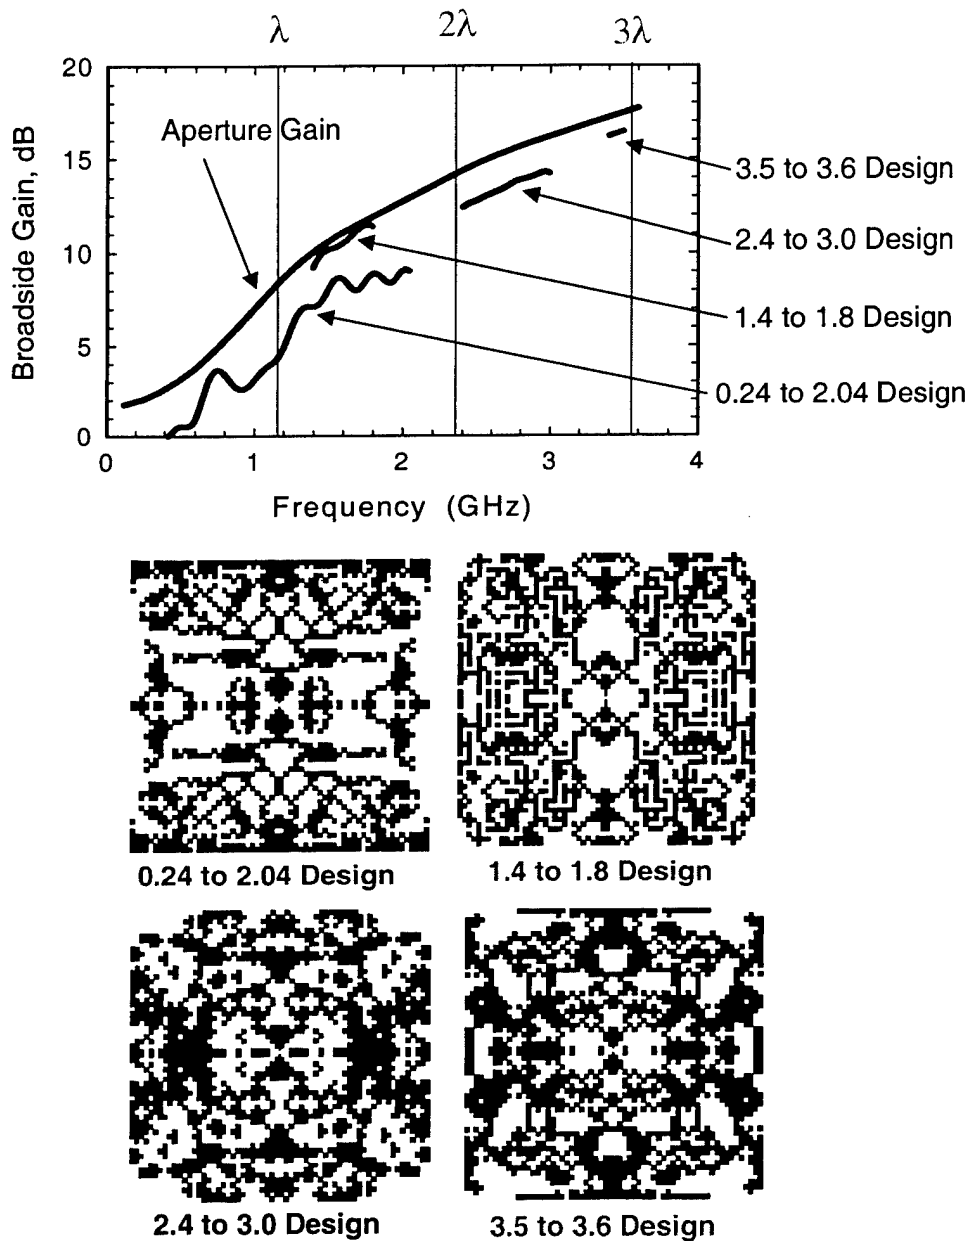 λ 2λ 3λ
20
15
10
5
0
Broadside Gain, dB
Aperture Gain
3.5 to 3.6 Design
2.4 to 3.0 Design
1.4 to 1.8 Design
0.24 to 2.04 Design
0 1 2 3 4
Frequency (GHz)
0.24 to 2.04 Design
1.4 to 1.8 Design
2.4 to 3.0 Design
3.5 to 3.6 Design